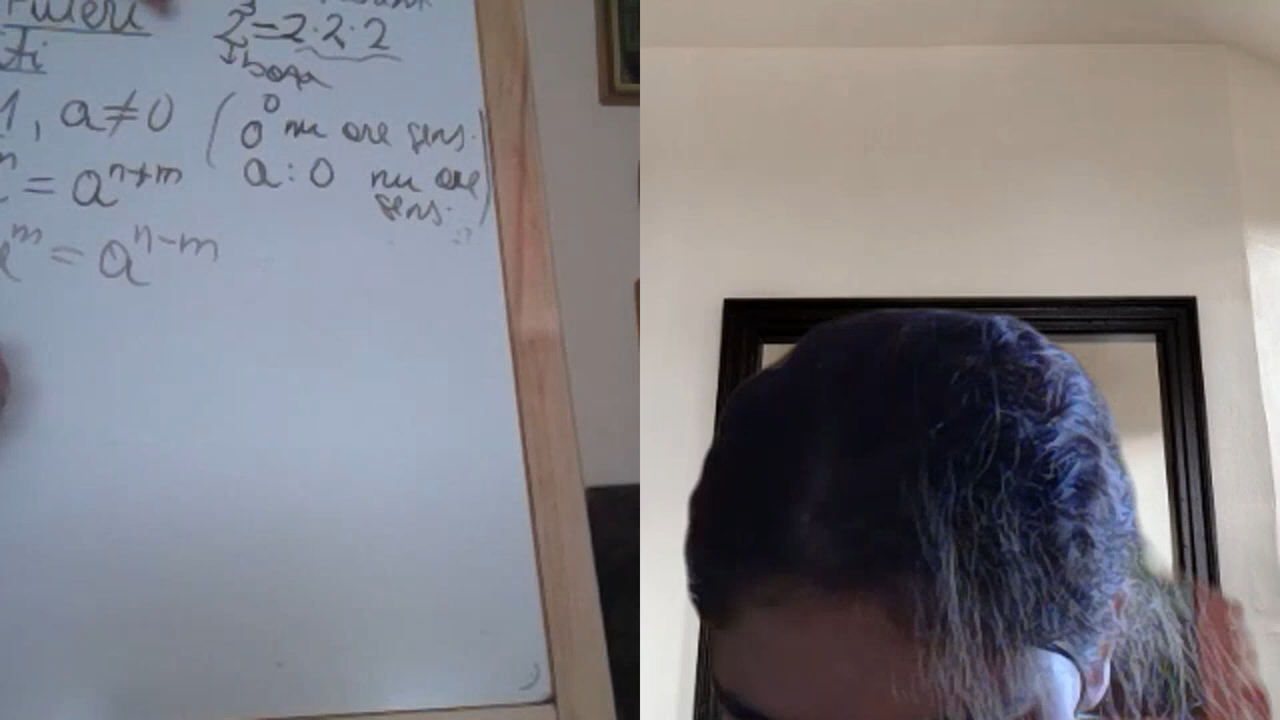 Puteri
2³=2·2·2
↓baza
1, a≠0 (0⁰ nu are sens.
a:0 nu are
sens.)
= aⁿ⁺ᵐ
ᵐ = aⁿ⁻ᵐ